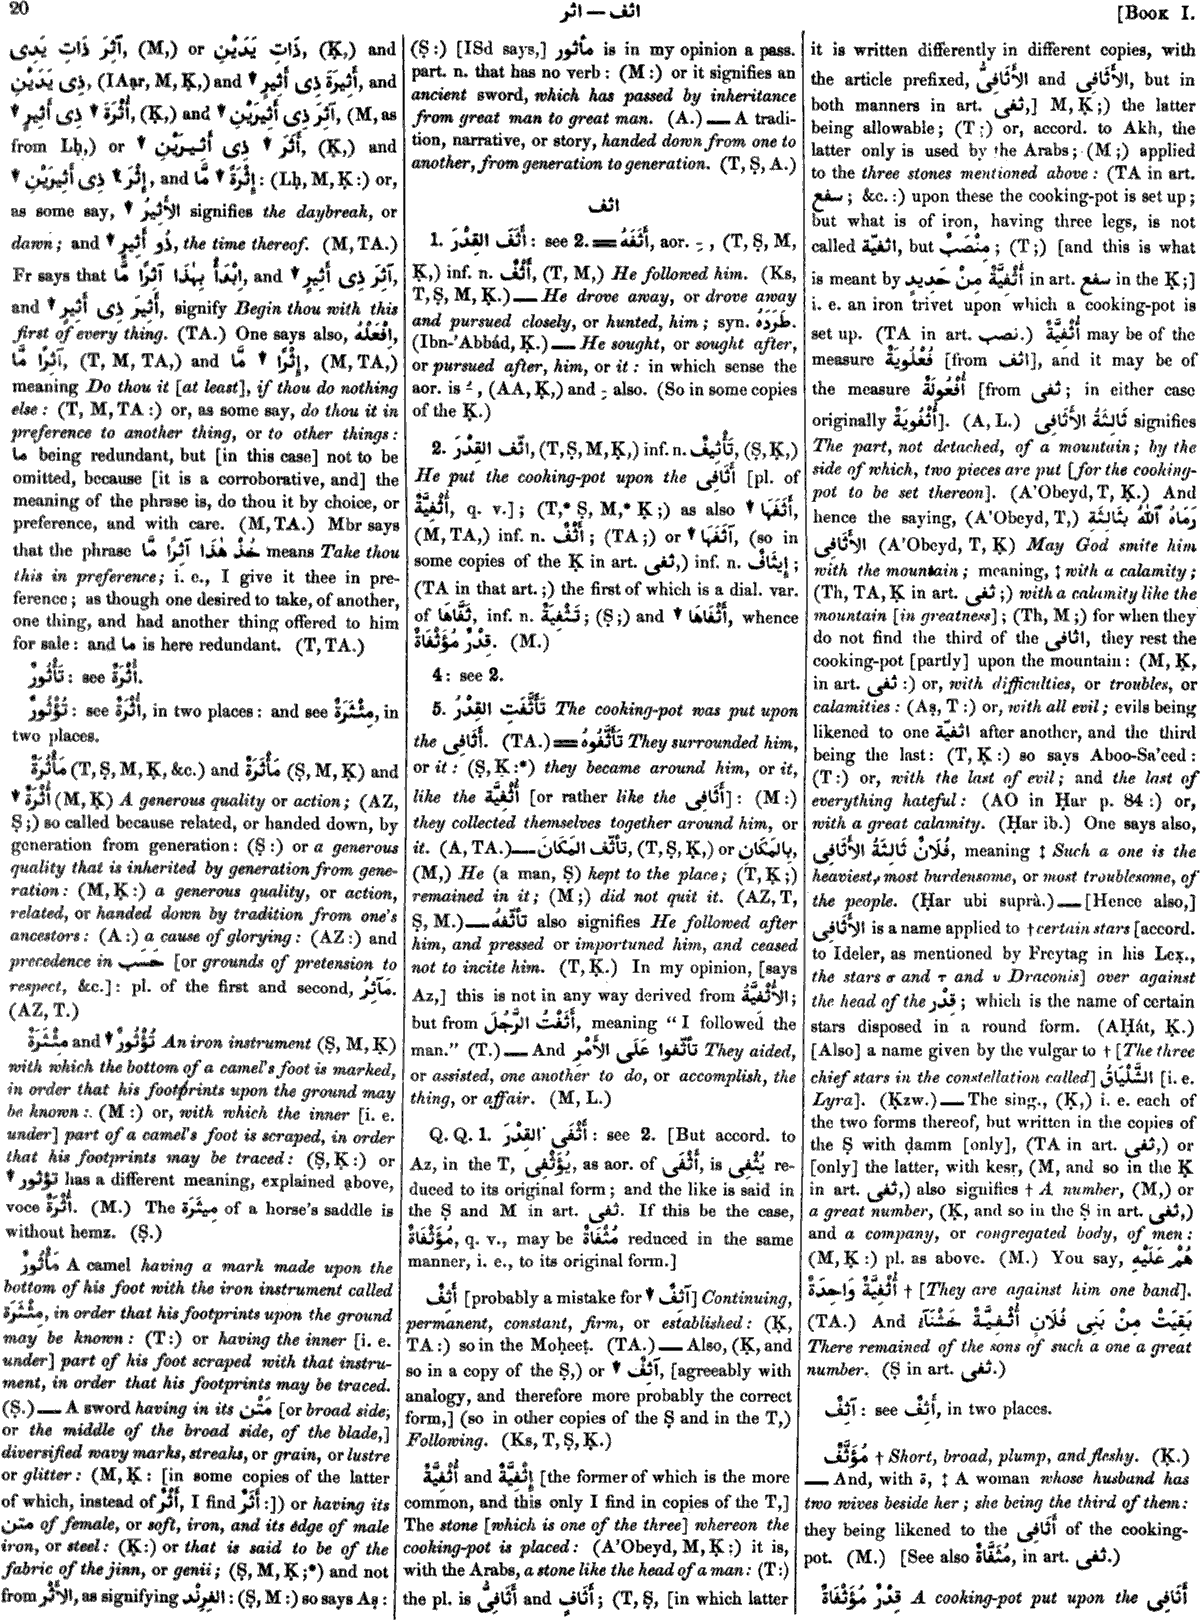 20
اثر — اثف
[BOOK I.
آثِرَ ذَاتِ يَدِى, (M,) or ذَاتِ يَدَيْنِ, (Ḳ,) and
ذِى يَدَيْنِ, (IAạr, M, Ḳ,) and أَثِيرَةَ ذِى أَثِيرٍ ▼, and
أُثْرَةَ ▼ ذِى أَثِيرٍ ▼, (Ḳ,) and آثِرَ ذِى أَثِيرَيْنِ ▼, (M, as
from Lḥ,) or أَثَرَ ▼ ذِى أَثِيرَيْنِ ▼, (Ḳ,) and
إِثْرَ ▼ ذِى أَثِيرَيْنِ ▼, and إِثْرَةً ▼ مَّا: (Lḥ, M, Ḳ:) or,
as some say, الأَثِيرُ ▼ signifies the daybreak, or
dawn; and ذُو أَثِيرٍ ▼, the time thereof. (M, TA.)
Fr says that اِبْدَأْ بِهٰذَا آثِرًا مَّا, and آثِرَ ذِى أَثِيرٍ ▼,
and أَثِيرَ ذِى أَثِيرٍ ▼, signify Begin thou with this
first of every thing. (TA.) One says also, اِفْعَلْهُ
آثِرًا مَّا, (T, M, TA,) and إِثْرًا ▼ مَّا, (M, TA,)
meaning Do thou it [at least], if thou do nothing
else: (T, M, TA:) or, as some say, do thou it in
preference to another thing, or to other things:
ما being redundant, but [in this case] not to be
omitted, because [it is a corroborative, and] the
meaning of the phrase is, do thou it by choice, or
preference, and with care. (M, TA.) Mbr says
that the phrase خُذْ هٰذَا آثِرًا مَّا means Take thou
this in preference; i. e., I give it thee in pre-
ference; as though one desired to take, of another,
one thing, and had another thing offered to him
for sale: and ما is here redundant. (T, TA.)
تَأْثُورٌ: see أُثْرَةٌ.
تُؤْثُورٌ: see أُثْرَةٌ, in two places: and see مِئْثَرَةٌ, in
two places.
مَأْثُرَةٌ (T, Ṣ, M, Ḳ, &c.) and مَأْثَرَةٌ (Ṣ, M, Ḳ) and
أُثْرَةٌ ▼ (M, Ḳ) A generous quality or action; (AZ,
Ṣ;) so called because related, or handed down, by
generation from generation: (Ṣ:) or a generous
quality that is inherited by generation from gene-
ration: (M, Ḳ:) a generous quality, or action,
related, or handed down by tradition from one's
ancestors: (A:) a cause of glorying: (AZ:) and
precedence in حَسَب [or grounds of pretension to
respect, &c.]: pl. of the first and second, مَآثِرُ.
(AZ, T.)
مِئْثَرَةٌ and تُؤْثُورٌ ▼ An iron instrument (Ṣ, M, Ḳ)
with which the bottom of a camel's foot is marked,
in order that his footprints upon the ground may
be known: (M:) or, with which the inner [i. e.
under] part of a camel's foot is scraped, in order
that his footprints may be traced: (Ṣ, Ḳ:) or
تؤثور ▼ has a different meaning, explained above,
voce أُثْرَةٌ. (M.) The مِيثَرَة of a horse's saddle is
without hemz. (Ṣ.)
مَأْثُورٌ A camel having a mark made upon the
bottom of his foot with the iron instrument called
مِئْثَرَة, in order that his footprints upon the ground
may be known: (T:) or having the inner [i. e.
under] part of his foot scraped with that instru-
ment, in order that his footprints may be traced.
(Ṣ.) — A sword having in its مَتْن [or broad side,
or the middle of the broad side, of the blade,]
diversified wavy marks, streaks, or grain, or lustre
or glitter: (M, Ḳ: [in some copies of the latter
of which, instead of أَثْرٌ, I find أَثَرٌ:]) or having its
متن of female, or soft, iron, and its edge of male
iron, or steel: (Ḳ:) or that is said to be of the
fabric of the jinn, or genii; (Ṣ, M, Ḳ;*) and not
from الأَثْرُ, as signifying الفِرِنْدُ: (Ṣ, M:) so says Aṣ:
(Ṣ:) [ISd says,] مأثور is in my opinion a pass.
part. n. that has no verb: (M:) or it signifies an
ancient sword, which has passed by inheritance
from great man to great man. (A.) — A tradi-
tion, narrative, or story, handed down from one to
another, from generation to generation. (T, Ṣ, A.)
اثف
1. أَثَفَ القِدْرَ: see 2. = أَثَفَهُ, aor. ـِ, (T, Ṣ, M,
Ḳ,) inf. n. أَثْفٌ, (T, M,) He followed him. (Ks,
T, Ṣ, M, Ḳ.) — He drove away, or drove away
and pursued closely, or hunted, him; syn. طَرَدَهُ.
(Ibn-'Abbád, Ḳ.) — He sought, or sought after,
or pursued after, him, or it: in which sense the
aor. is ـُ, (AA, Ḳ,) and ـِ also. (So in some copies
of the Ḳ.)
2. أثّف القِدْرَ, (T, Ṣ, M, Ḳ,) inf. n. تَأْثِيفٌ, (Ṣ, Ḳ,)
He put the cooking-pot upon the أَثَافِى [pl. of
أُثْفِيَّةٌ, q. v.]; (T,* Ṣ, M,* Ḳ;) as also أَثَفَهَا ▼,
(M, TA,) inf. n. أَثْفٌ; (TA;) or آثَفَهَا ▼, (so in
some copies of the Ḳ in art. ثفى,) inf. n. إِيثَافٌ;
(TA in that art.;) the first of which is a dial. var.
of ثَفَّاهَا, inf. n. تَثْفِيَةٌ; (Ṣ;) and أَثْفَاهَا ▼, whence
قِدْرٌ مُؤَثْفَاةٌ. (M.)
4: see 2.
5. تَأَثَّفَتِ القِدْرُ The cooking-pot was put upon
the أَثَافِى. (TA.) = تَأَثَّفُوهُ They surrounded him,
or it: (Ṣ, Ḳ:*) they became around him, or it,
like the أُثْفِيَّة [or rather like the أَثَافِى]: (M:)
they collected themselves together around him, or
it. (A, TA.) — تأثّف المَكَانَ, (T, Ṣ, Ḳ,) or بِالمَكَانِ,
(M,) He (a man, Ṣ) kept to the place; (T, Ḳ;)
remained in it; (M;) did not quit it. (AZ, T,
Ṣ, M.) — تأثّفهُ also signifies He followed after
him, and pressed or importuned him, and ceased
not to incite him. (T, Ḳ.) In my opinion, [says
Az,] this is not in any way derived from الأُثْفِيَّةُ;
but from أَثَفْتُ الرَّجُلَ, meaning "I followed the
man." (T.) — And تأثّفوا عَلَى الأَمْرِ They aided,
or assisted, one another to do, or accomplish, the
thing, or affair. (M, L.)
Q. Q. 1. أَثْفَى القِدْرَ: see 2. [But accord. to
Az, in the T, يُؤَثْفِى, as aor. of أَثْفَى, is يُثْفِى re-
duced to its original form; and the like is said in
the Ṣ and M in art. ثفى. If this be the case,
مُؤَثْفَاةٌ, q. v., may be مُثْفَاةٌ reduced in the same
manner, i. e., to its original form.]
أَثِفٌ [probably a mistake for آثِفٌ ▼] Continuing,
permanent, constant, firm, or established: (Ḳ,
TA:) so in the Moḥeeṭ. (TA.) — Also, (Ḳ, and
so in a copy of the Ṣ,) or آثِفٌ ▼, [agreeably with
analogy, and therefore more probably the correct
form,] (so in other copies of the Ṣ and in the T,)
Following. (Ks, T, Ṣ, Ḳ.)
أُثْفِيَّةٌ and إِثْفِيَّةٌ [the former of which is the more
common, and this only I find in copies of the T,]
The stone [which is one of the three] whereon the
cooking-pot is placed: (A'Obeyd, M, Ḳ:) it is,
with the Arabs, a stone like the head of a man: (T:)
the pl. is أَثَافِىُّ and أَثَافٍ; (T, Ṣ, [in which latter
it is written differently in different copies, with
the article prefixed, الأَثَافِىُّ and الأَثَافِى, but in
both manners in art. ثفى,] M, Ḳ;) the latter
being allowable; (T;) or, accord. to Akh, the
latter only is used by the Arabs; (M;) applied
to the three stones mentioned above: (TA in art.
سفع; &c.:) upon these the cooking-pot is set up;
but what is of iron, having three legs, is not
called اثفيّة, but مِنْصَبٌ; (T;) [and this is what
is meant by أُثْفِيَّةٌ مِنْ حَدِيدٍ in art. سفع in the Ḳ;]
i. e. an iron trivet upon which a cooking-pot is
set up. (TA in art. نصب.) أُثْفِيَّةٌ may be of the
measure فُعْلُويَةٌ [from اثف], and it may be of
the measure أُفْعُولَةٌ [from ثفى; in either case
originally أُثْفُويَةٌ]. (A, L.) ثَالِثَةُ الأَثَافِى signifies
The part, not detached, of a mountain; by the
side of which, two pieces are put [for the cooking-
pot to be set thereon]. (A'Obeyd, T, Ḳ.) And
hence the saying, (A'Obeyd, T,) رَمَاهُ ٱللّٰهُ بِثَالِثَةِ
الأَثَافِى (A'Obeyd, T, Ḳ) May God smite him
with the mountain; meaning, ‡ with a calamity;
(Th, TA, Ḳ in art. ثفى;) with a calamity like the
mountain [in greatness]; (Th, M;) for when they
do not find the third of the اثافى, they rest the
cooking-pot [partly] upon the mountain: (M, Ḳ,
in art. ثفى:) or, with difficulties, or troubles, or
calamities: (Aṣ, T:) or, with all evil; evils being
likened to one اثفيّة after another, and the third
being the last: (T, Ḳ:) so says Aboo-Sa'eed:
(T:) or, with the last of evil; and the last of
everything hateful: (AO in Ḥar p. 84:) or,
with a great calamity. (Ḥar ib.) One says also,
فُلَانٌ ثَالِثَةُ الأَثَافِى, meaning ‡ Such a one is the
heaviest, most burdensome, or most troublesome, of
the people. (Ḥar ubi suprà.) — [Hence also,]
الأَثَافِى is a name applied to † certain stars [accord.
to Ideler, as mentioned by Freytag in his Lex.,
the stars σ and τ and υ Draconis] over against
the head of the قِدْر; which is the name of certain
stars disposed in a round form. (AḤát, Ḳ.)
[Also] a name given by the vulgar to † [The three
chief stars in the constellation called] الشَّلْيَاقُ [i. e.
Lyra]. (Ḳzw.) — The sing., (Ḳ,) i. e. each of
the two forms thereof, but written in the copies of
the Ṣ with ḍamm [only], (TA in art. ثفى,) or
[only] the latter, with kesr, (M, and so in the Ḳ
in art. ثفى,) also signifies † A number, (M,) or
a great number, (Ḳ, and so in the Ṣ in art. ثفى,)
and a company, or congregated body, of men:
(M, Ḳ:) pl. as above. (M.) You say, هُمْ عَلَيْهِ
أُثْفِيَّةٌ وَاحِدَةٌ † [They are against him one band].
(TA.) And بَقِيَتْ مِنْ بَنِى فُلَانٍ أُثْفِيَّةٌ خَشْنَآءُ
There remained of the sons of such a one a great
number. (Ṣ in art. ثفى.)
آثِفٌ: see أَثِفٌ, in two places.
مُؤَثَّفٌ † Short, broad, plump, and fleshy. (Ḳ.)
— And, with ة, ‡ A woman whose husband has
two wives beside her; she being the third of them:
they being likened to the أَثَافِى of the cooking-
pot. (M.) [See also مُثَفَّاةٌ, in art. ثفى.)
قِدْرٌ مُؤَثْفَاةٌ A cooking-pot put upon the أَثَافِى